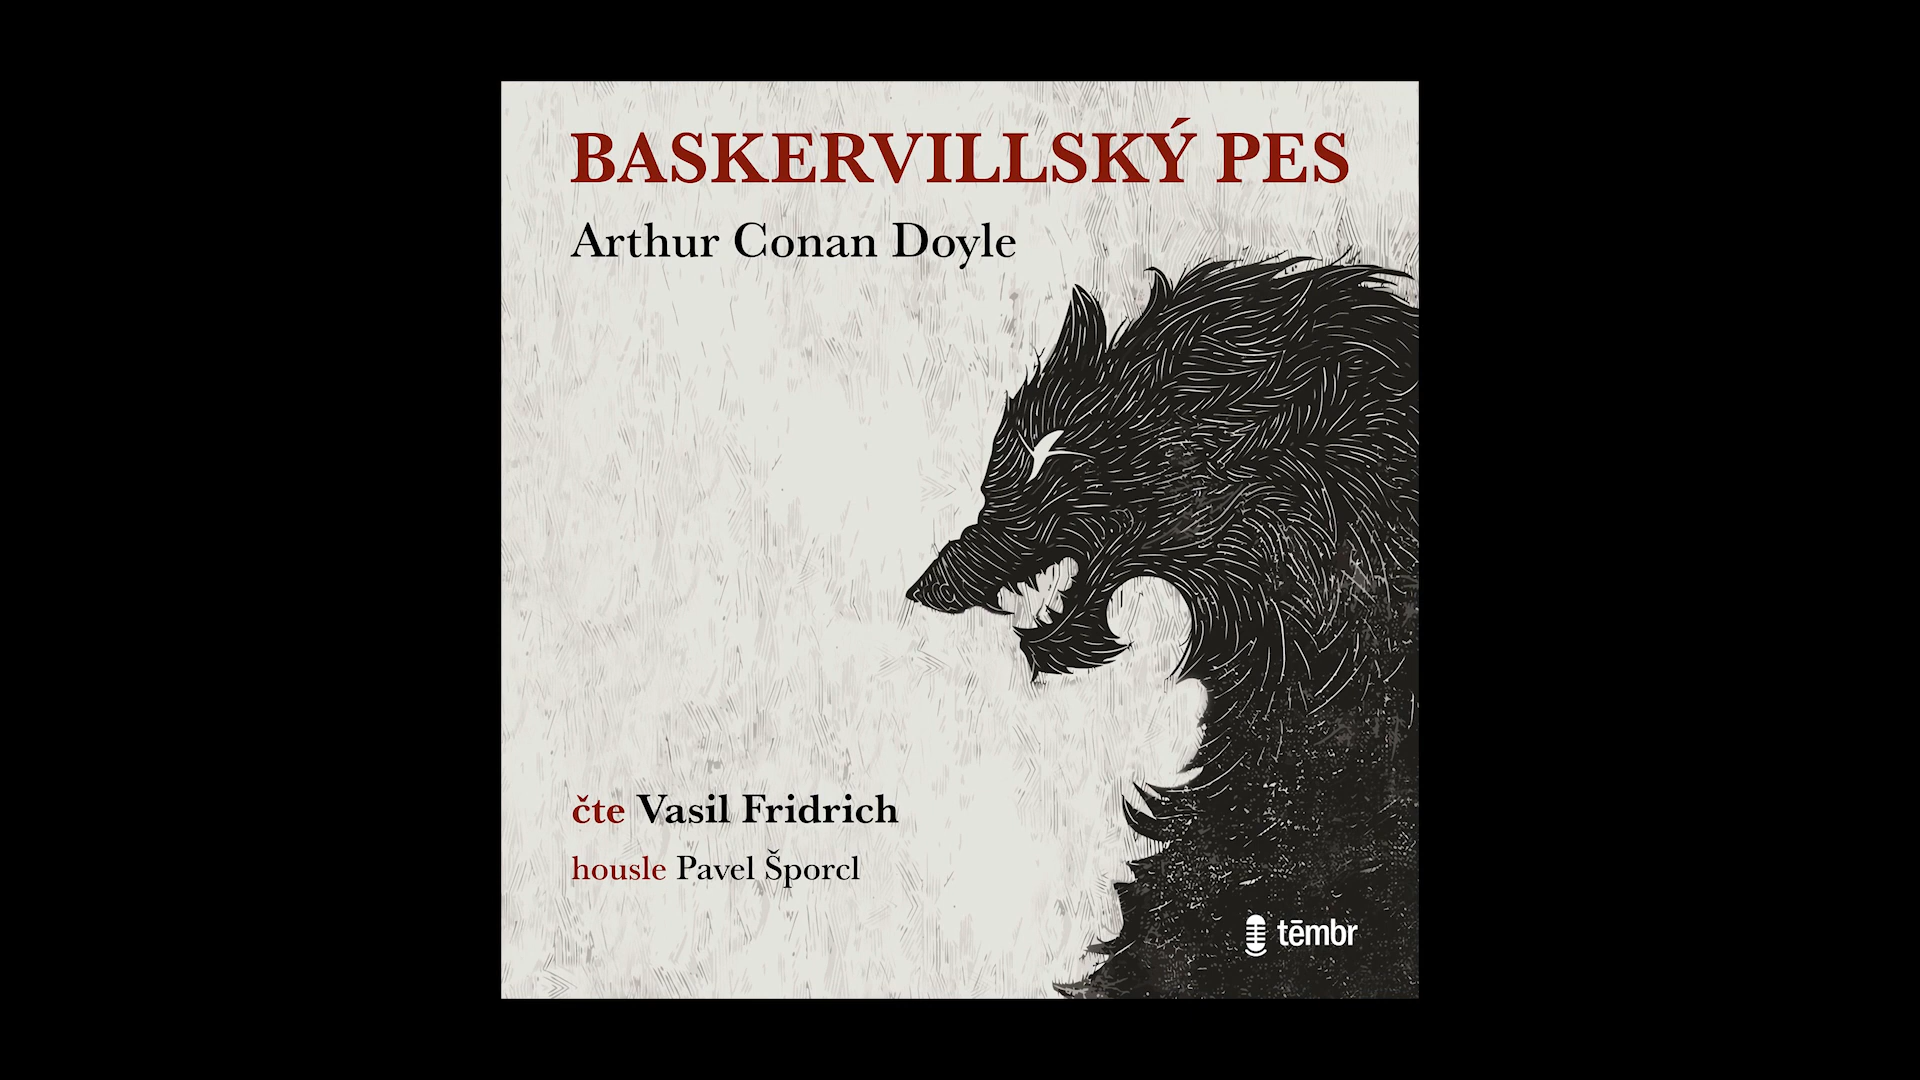 BASKERVILLSKÝ PES
Arthur Conan Doyle
čte Vasil Fridrich
housle Pavel Šporcl
tēmbr